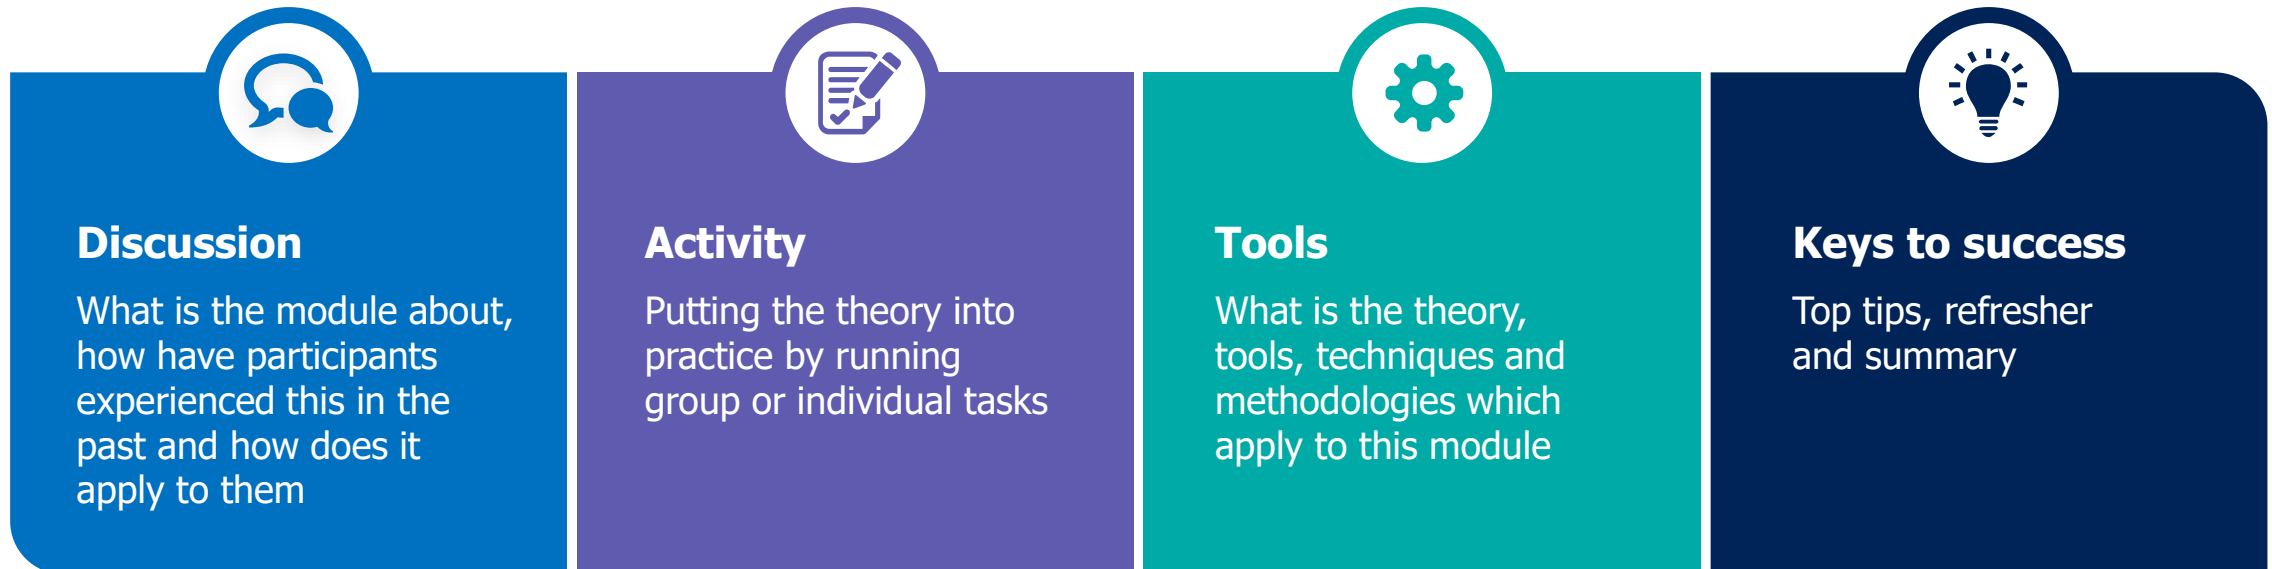 Discussion
What is the module about,
how have participants
experienced this in the
past and how does it
apply to them
Activity
Putting the theory into
practice by running
group or individual tasks
Tools
What is the theory,
tools, techniques and
methodologies which
apply to this module
Keys to success
Top tips, refresher
and summary